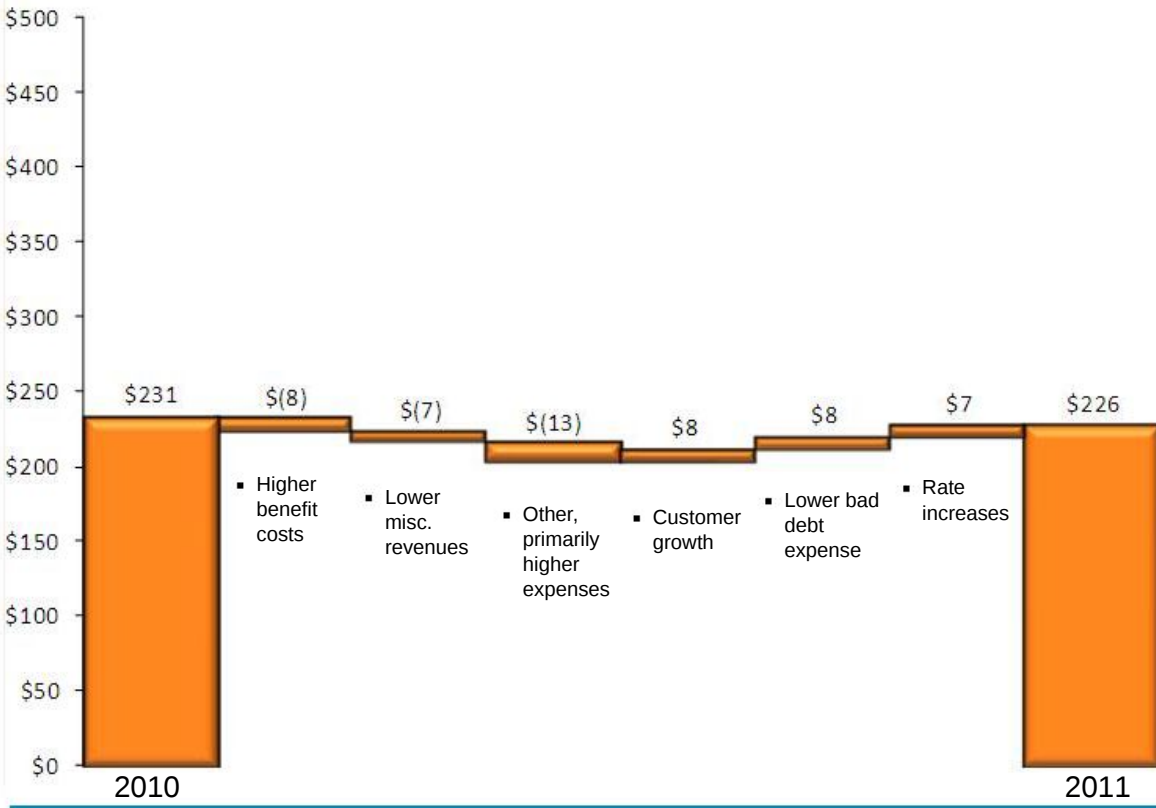 $500
$450
$400
$350
$300
$250
$200
$150
$100
$50
$0
$231
$(8)
$(7)
$(13)
$8
$8
$7
$226
▪ Higher
benefit
costs
▪ Lower
misc.
revenues
▪ Other,
primarily
higher
expenses
▪ Customer
growth
▪ Lower bad
debt
expense
▪ Rate
increases
2010
2011